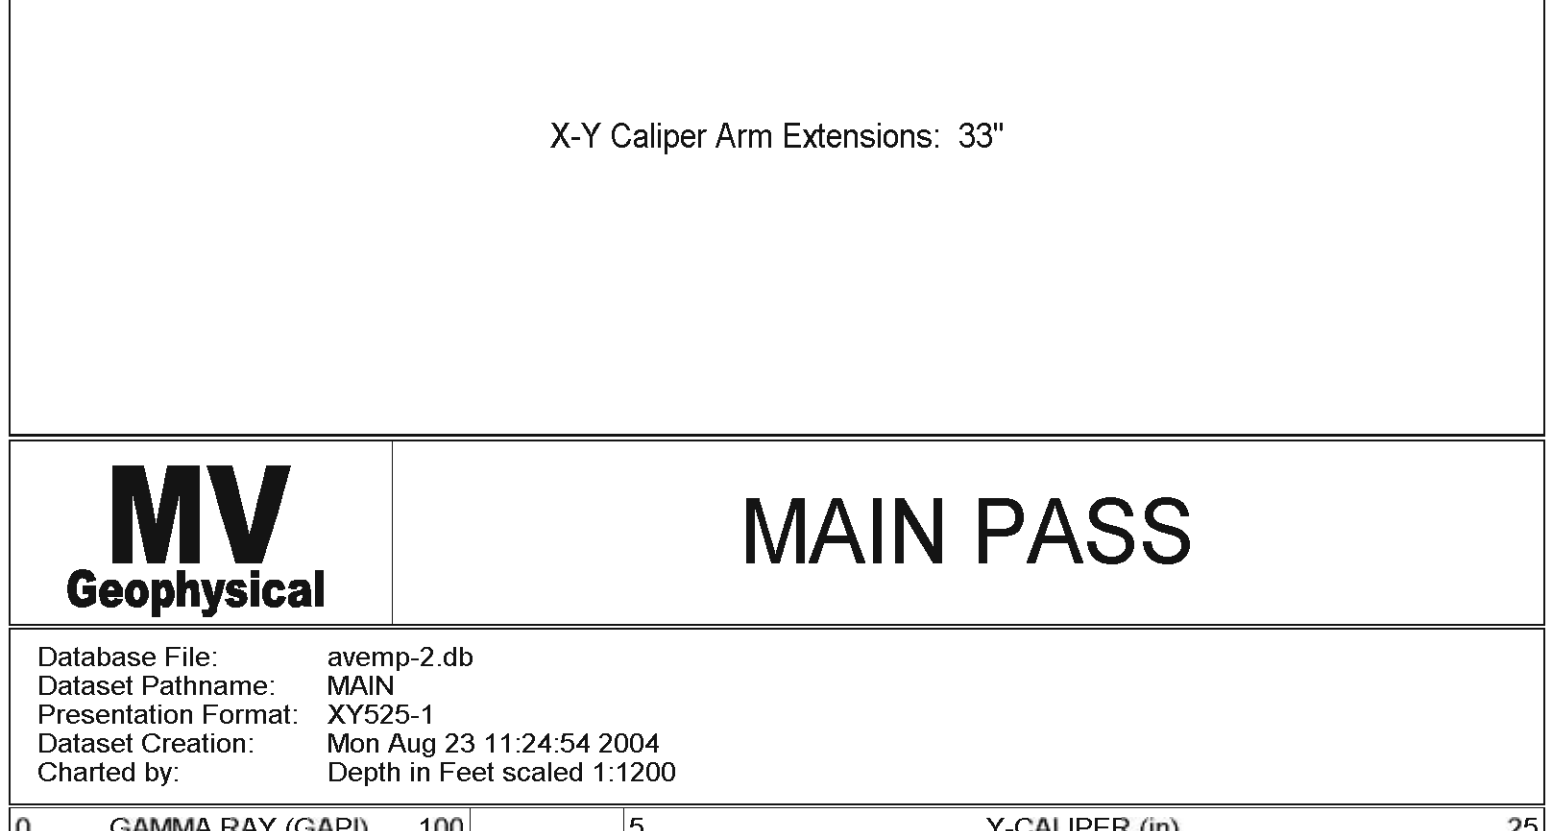 X-Y Caliper Arm Extensions: 33"
MV
Geophysical
MAIN PASS
Database File: avemp-2.db
Dataset Pathname: MAIN
Presentation Format: XY525-1
Dataset Creation: Mon Aug 23 11:24:54 2004
Charted by: Depth in Feet scaled 1:1200
0 GAMMA RAY (GAPI) 100 5 Y-CALIPER (in) 25